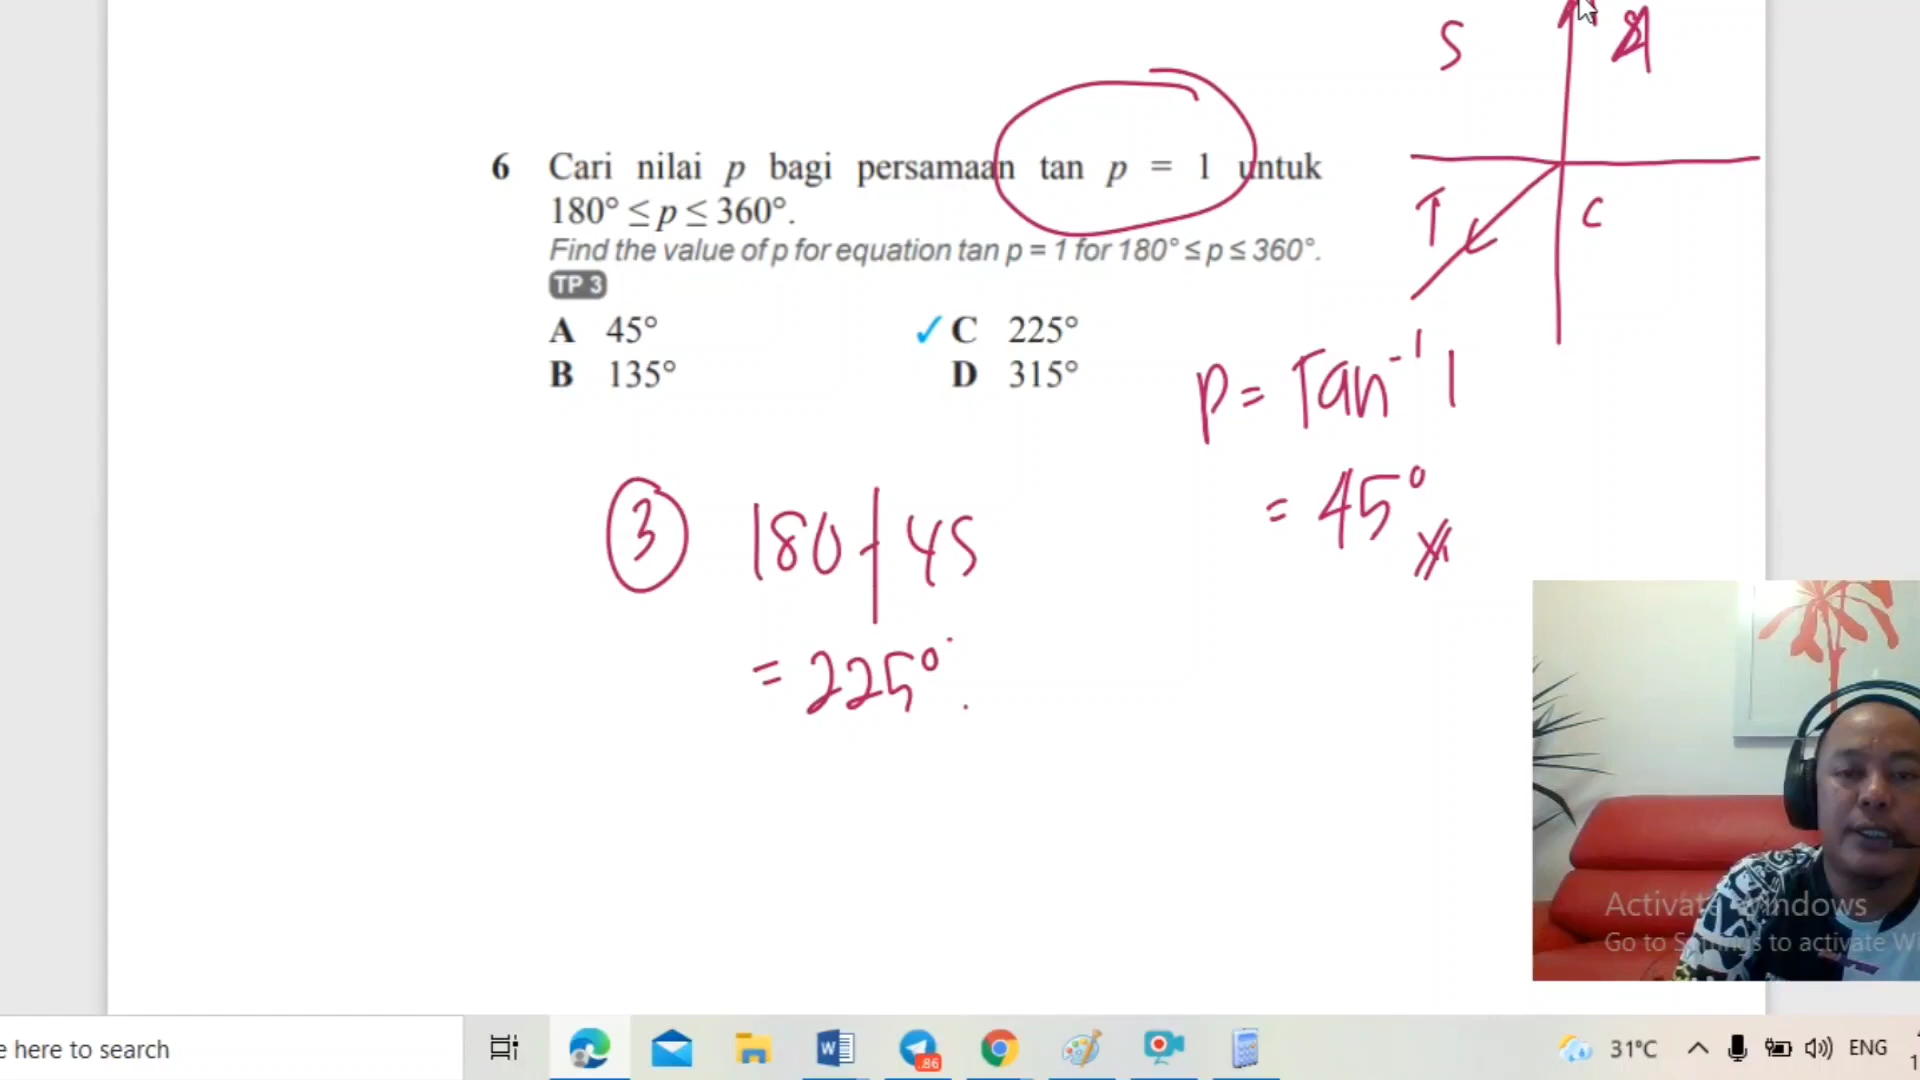 S A
6 Cari nilai p bagi persamaan tan p = 1 untuk
180° ≤ p ≤ 360°.
Find the value of p for equation tan p = 1 for 180° ≤ p ≤ 360°.
TP 3
A 45°
B 135°
✓ C 225°
D 315°
T C
P = Tan⁻¹ 1
= 45°
3 180 + 45
= 225°
Activate Windows
Go to Settings to activate Wi
e here to search
86
31°C
ENG